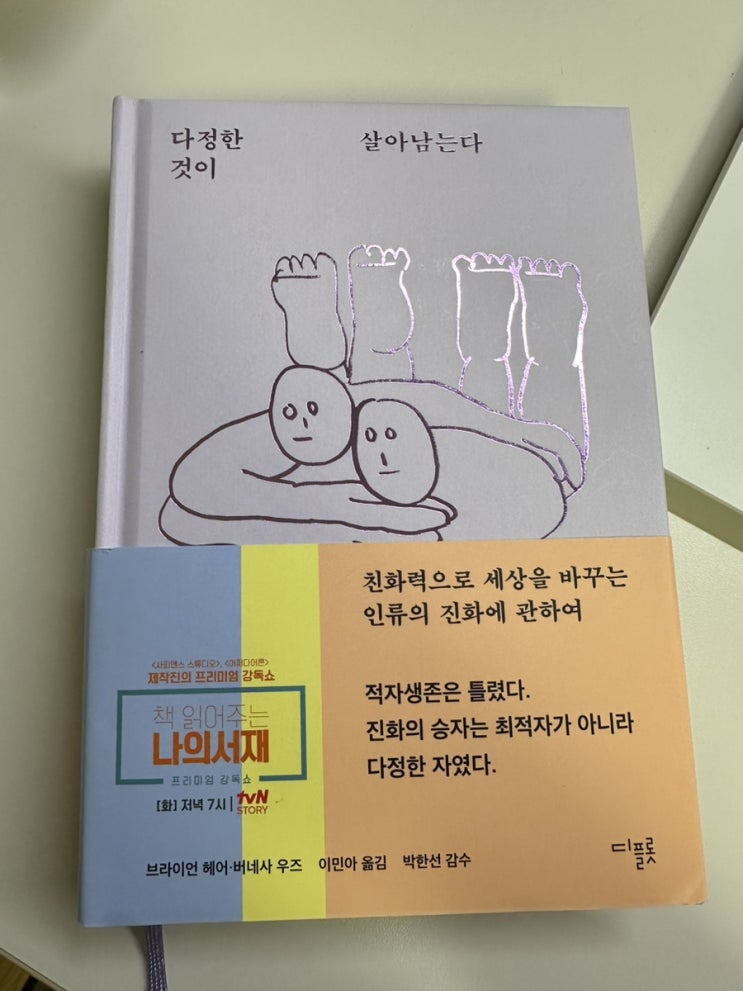 다정한
것이
살아남는다
친화력으로 세상을 바꾸는
인류의 진화에 관하여
적자생존은 틀렸다.
진화의 승자는 최적자가 아니라
다정한 자였다.
<사피엔스 스튜디오>, <어쩌다어른>
제작진의 프리미엄 강독쇼
책 읽어주는
나의서재
프리미엄 강독쇼
[화] 저녁 7시 | tvN
STORY
브라이언 헤어·버네사 우즈 이민아 옮김 박한선 감수
디플롯